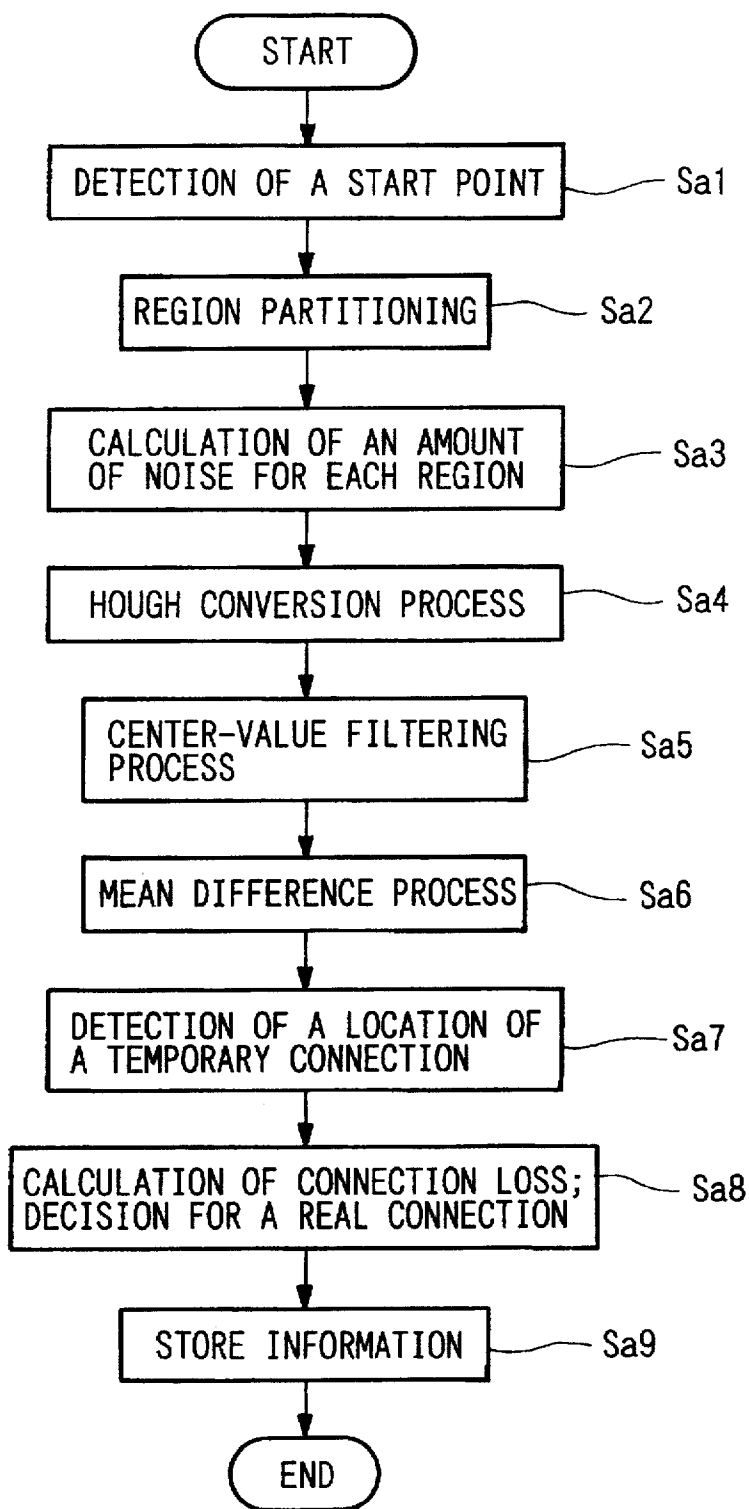 START
DETECTION OF A START POINT
Sa1
REGION PARTITIONING
Sa2
CALCULATION OF AN AMOUNT
OF NOISE FOR EACH REGION
Sa3
HOUGH CONVERSION PROCESS
Sa4
CENTER-VALUE FILTERING
PROCESS
Sa5
MEAN DIFFERENCE PROCESS
Sa6
DETECTION OF A LOCATION OF
A TEMPORARY CONNECTION
Sa7
CALCULATION OF CONNECTION LOSS;
DECISION FOR A REAL CONNECTION
Sa8
STORE INFORMATION
Sa9
END